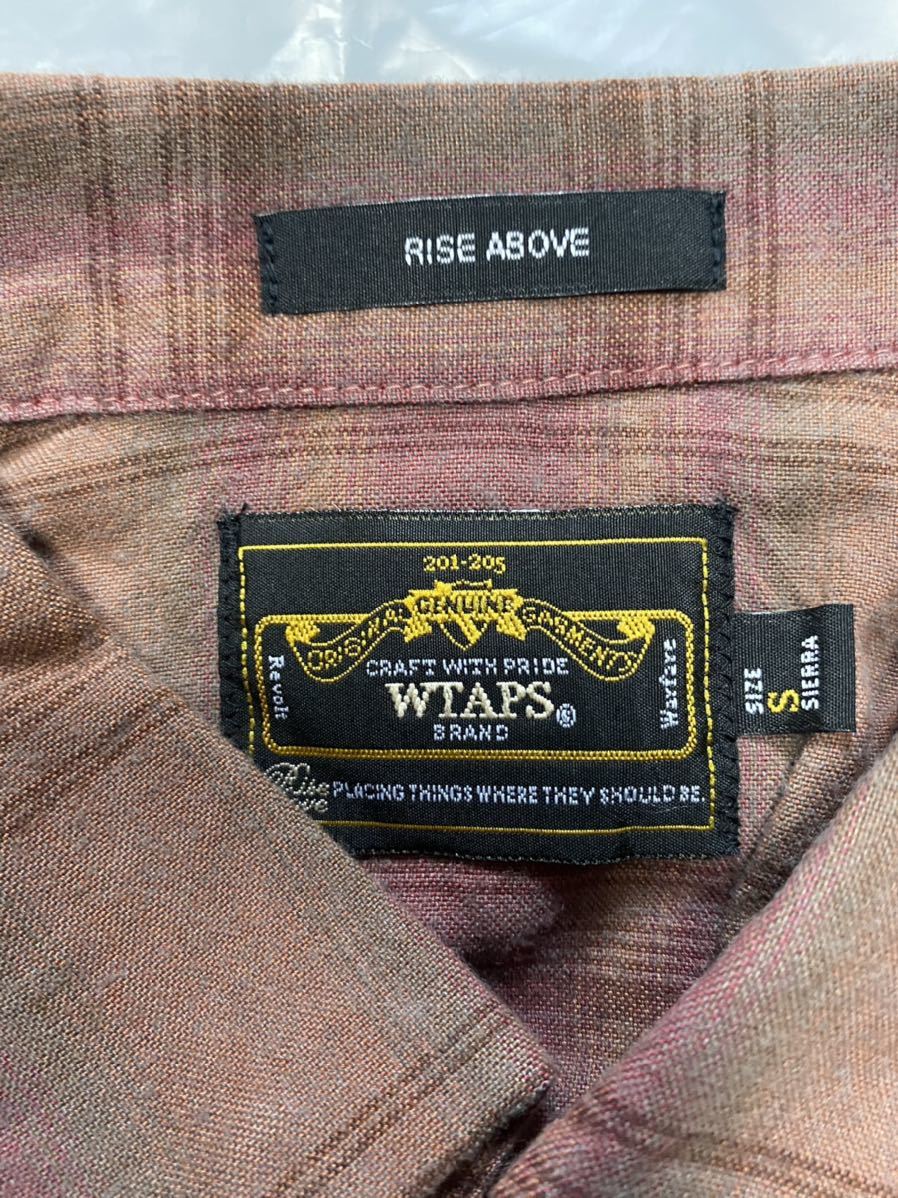 RISE ABOVE
201-205
ORIGINAL GENUINE GARMENTS
Revolt
CRAFT WITH PRIDE
WTAPS®
BRAND
Warfare
Rise
PLACING THINGS WHERE THEY SHOULD BE.
SIZE
S
SIERRA